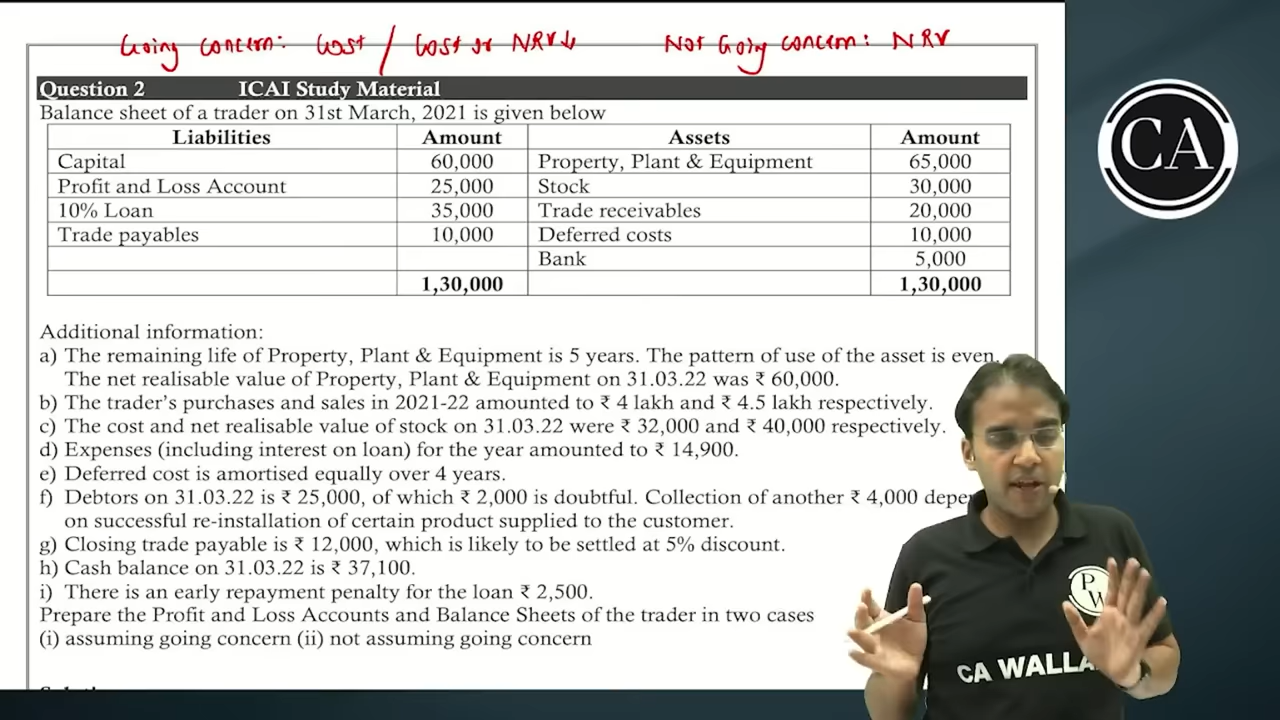 Going Concern: Cost / Cost or NRV↓ Not Going Concern: NRV
Question 2 ICAI Study Material
Balance sheet of a trader on 31st March, 2021 is given below
Liabilities Amount Assets Amount
Capital 60,000 Property, Plant & Equipment 65,000
Profit and Loss Account 25,000 Stock 30,000
10% Loan 35,000 Trade receivables 20,000
Trade payables 10,000 Deferred costs 10,000
Bank 5,000
1,30,000 1,30,000
Additional information:
a) The remaining life of Property, Plant & Equipment is 5 years. The pattern of use of the asset is even.
The net realisable value of Property, Plant & Equipment on 31.03.22 was ₹ 60,000.
b) The trader's purchases and sales in 2021-22 amounted to ₹ 4 lakh and ₹ 4.5 lakh respectively.
c) The cost and net realisable value of stock on 31.03.22 were ₹ 32,000 and ₹ 40,000 respectively.
d) Expenses (including interest on loan) for the year amounted to ₹ 14,900.
e) Deferred cost is amortised equally over 4 years.
f) Debtors on 31.03.22 is ₹ 25,000, of which ₹ 2,000 is doubtful. Collection of another ₹ 4,000
on successful re-installation of certain product supplied to the customer.
g) Closing trade payable is ₹ 12,000, which is likely to be settled at 5% discount.
h) Cash balance on 31.03.22 is ₹ 37,100.
i) There is an early repayment penalty for the loan ₹ 2,500.
Prepare the Profit and Loss Accounts and Balance Sheets of the trader in two cases
(i) assuming going concern (ii) not assuming going concern
CA
P
W
CA WALLA